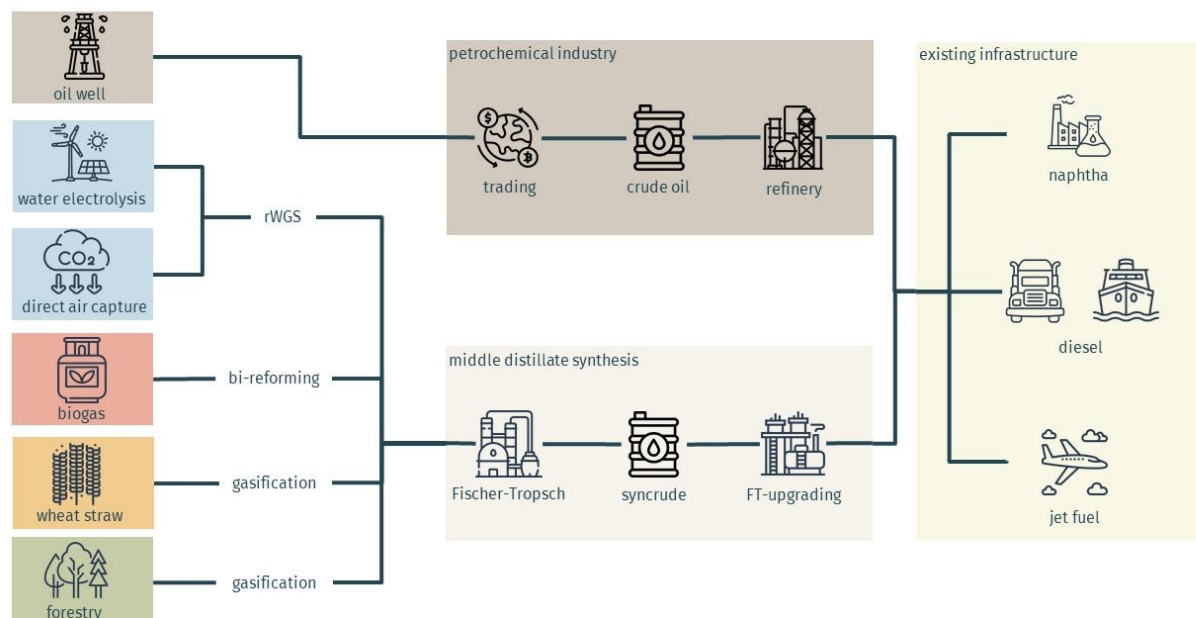 oil well
water electrolysis
CO₂
direct air capture
biogas
wheat straw
forestry
rWGS
bi-reforming
gasification
gasification
petrochemical industry
trading
crude oil
refinery
middle distillate synthesis
Fischer-Tropsch
syncrude
FT-upgrading
existing infrastructure
naphtha
diesel
jet fuel